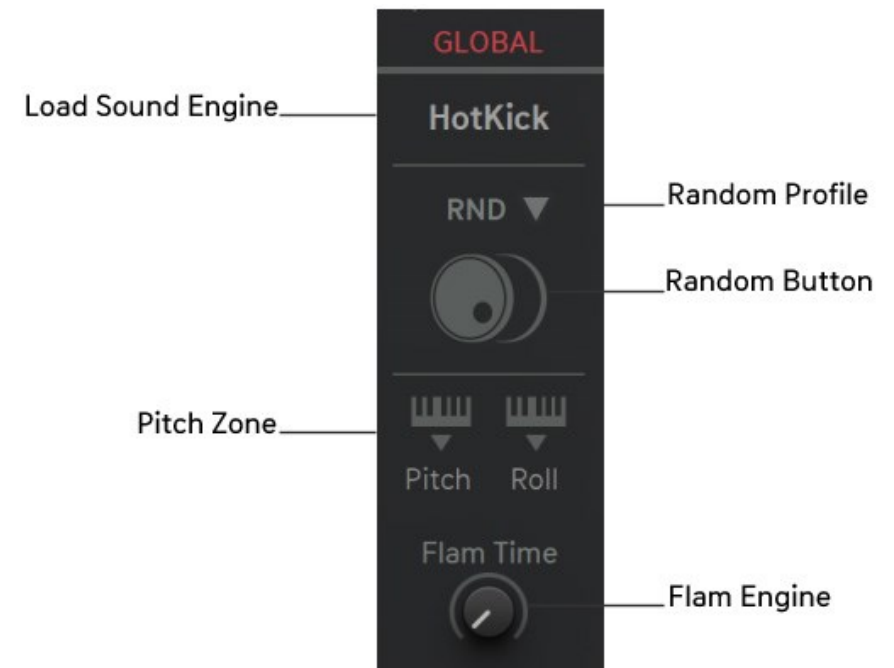 GLOBAL
Load Sound Engine
HotKick
RND
Random Profile
Random Button
Pitch Zone
Pitch Roll
Flam Time
Flam Engine